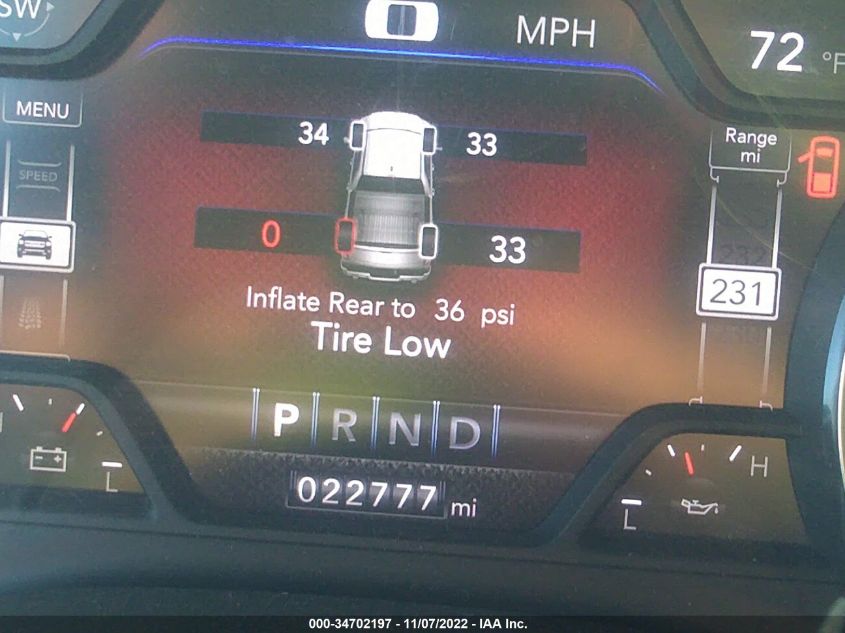 SW
MPH
72 °F
MENU
SPEED
34
33
Range
mi
0
33
231
Inflate Rear to 36 psi
Tire Low
P R N D
H
L
022777 mi
L
000-34702197 - 11/07/2022 - IAA Inc.